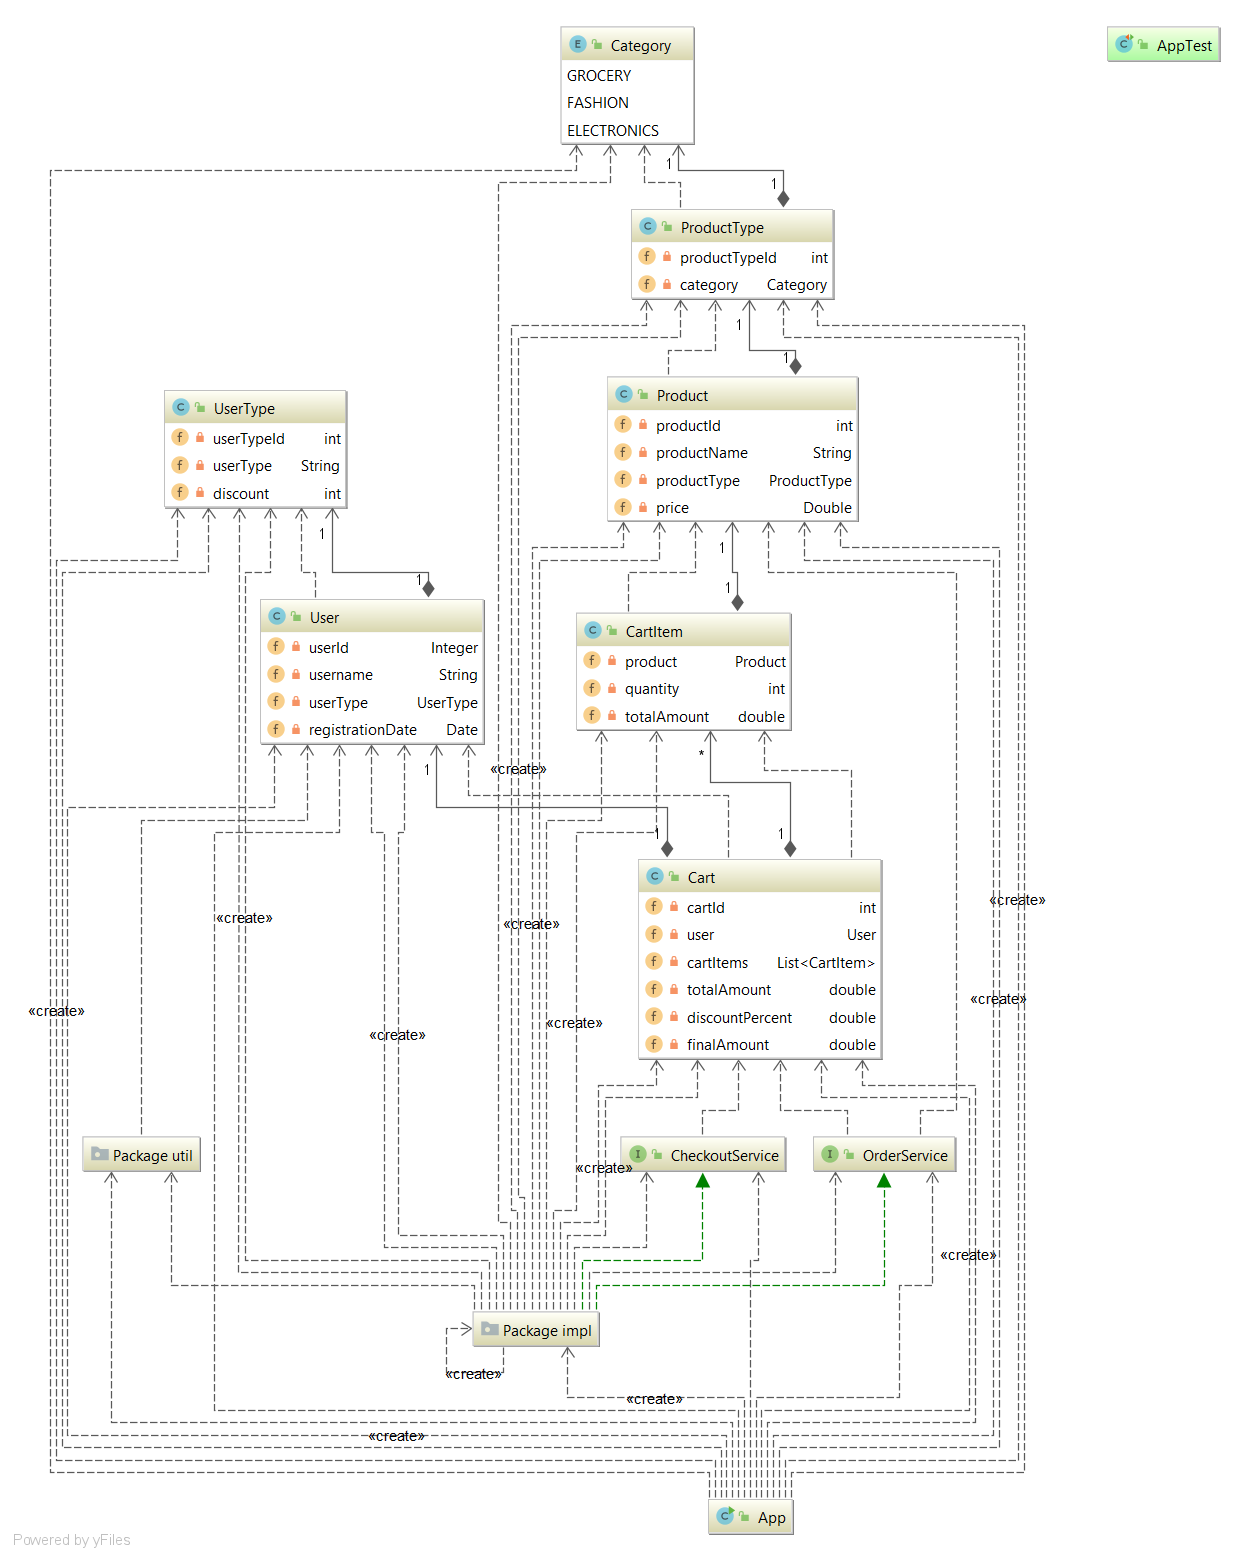 Category
GROCERY
FASHION
ELECTRONICS
AppTest
1
1
ProductType
productTypeId int
category Category
1
1
Product
productId int
productName String
productType ProductType
price Double
UserType
userTypeId int
userType String
discount int
1
1
1
1
User
userId Integer
username String
userType UserType
registrationDate Date
CartItem
product Product
quantity int
totalAmount double
1
*
«create»
1
1
Cart
cartId int
user User
cartItems List<CartItem>
totalAmount double
discountPercent double
finalAmount double
«create»
«create»
«create»
«create»
«create»
«create»
«create»
Package util
CheckoutService
OrderService
«create»
«create»
Package impl
«create»
«create»
«create»
App
Powered by yFiles